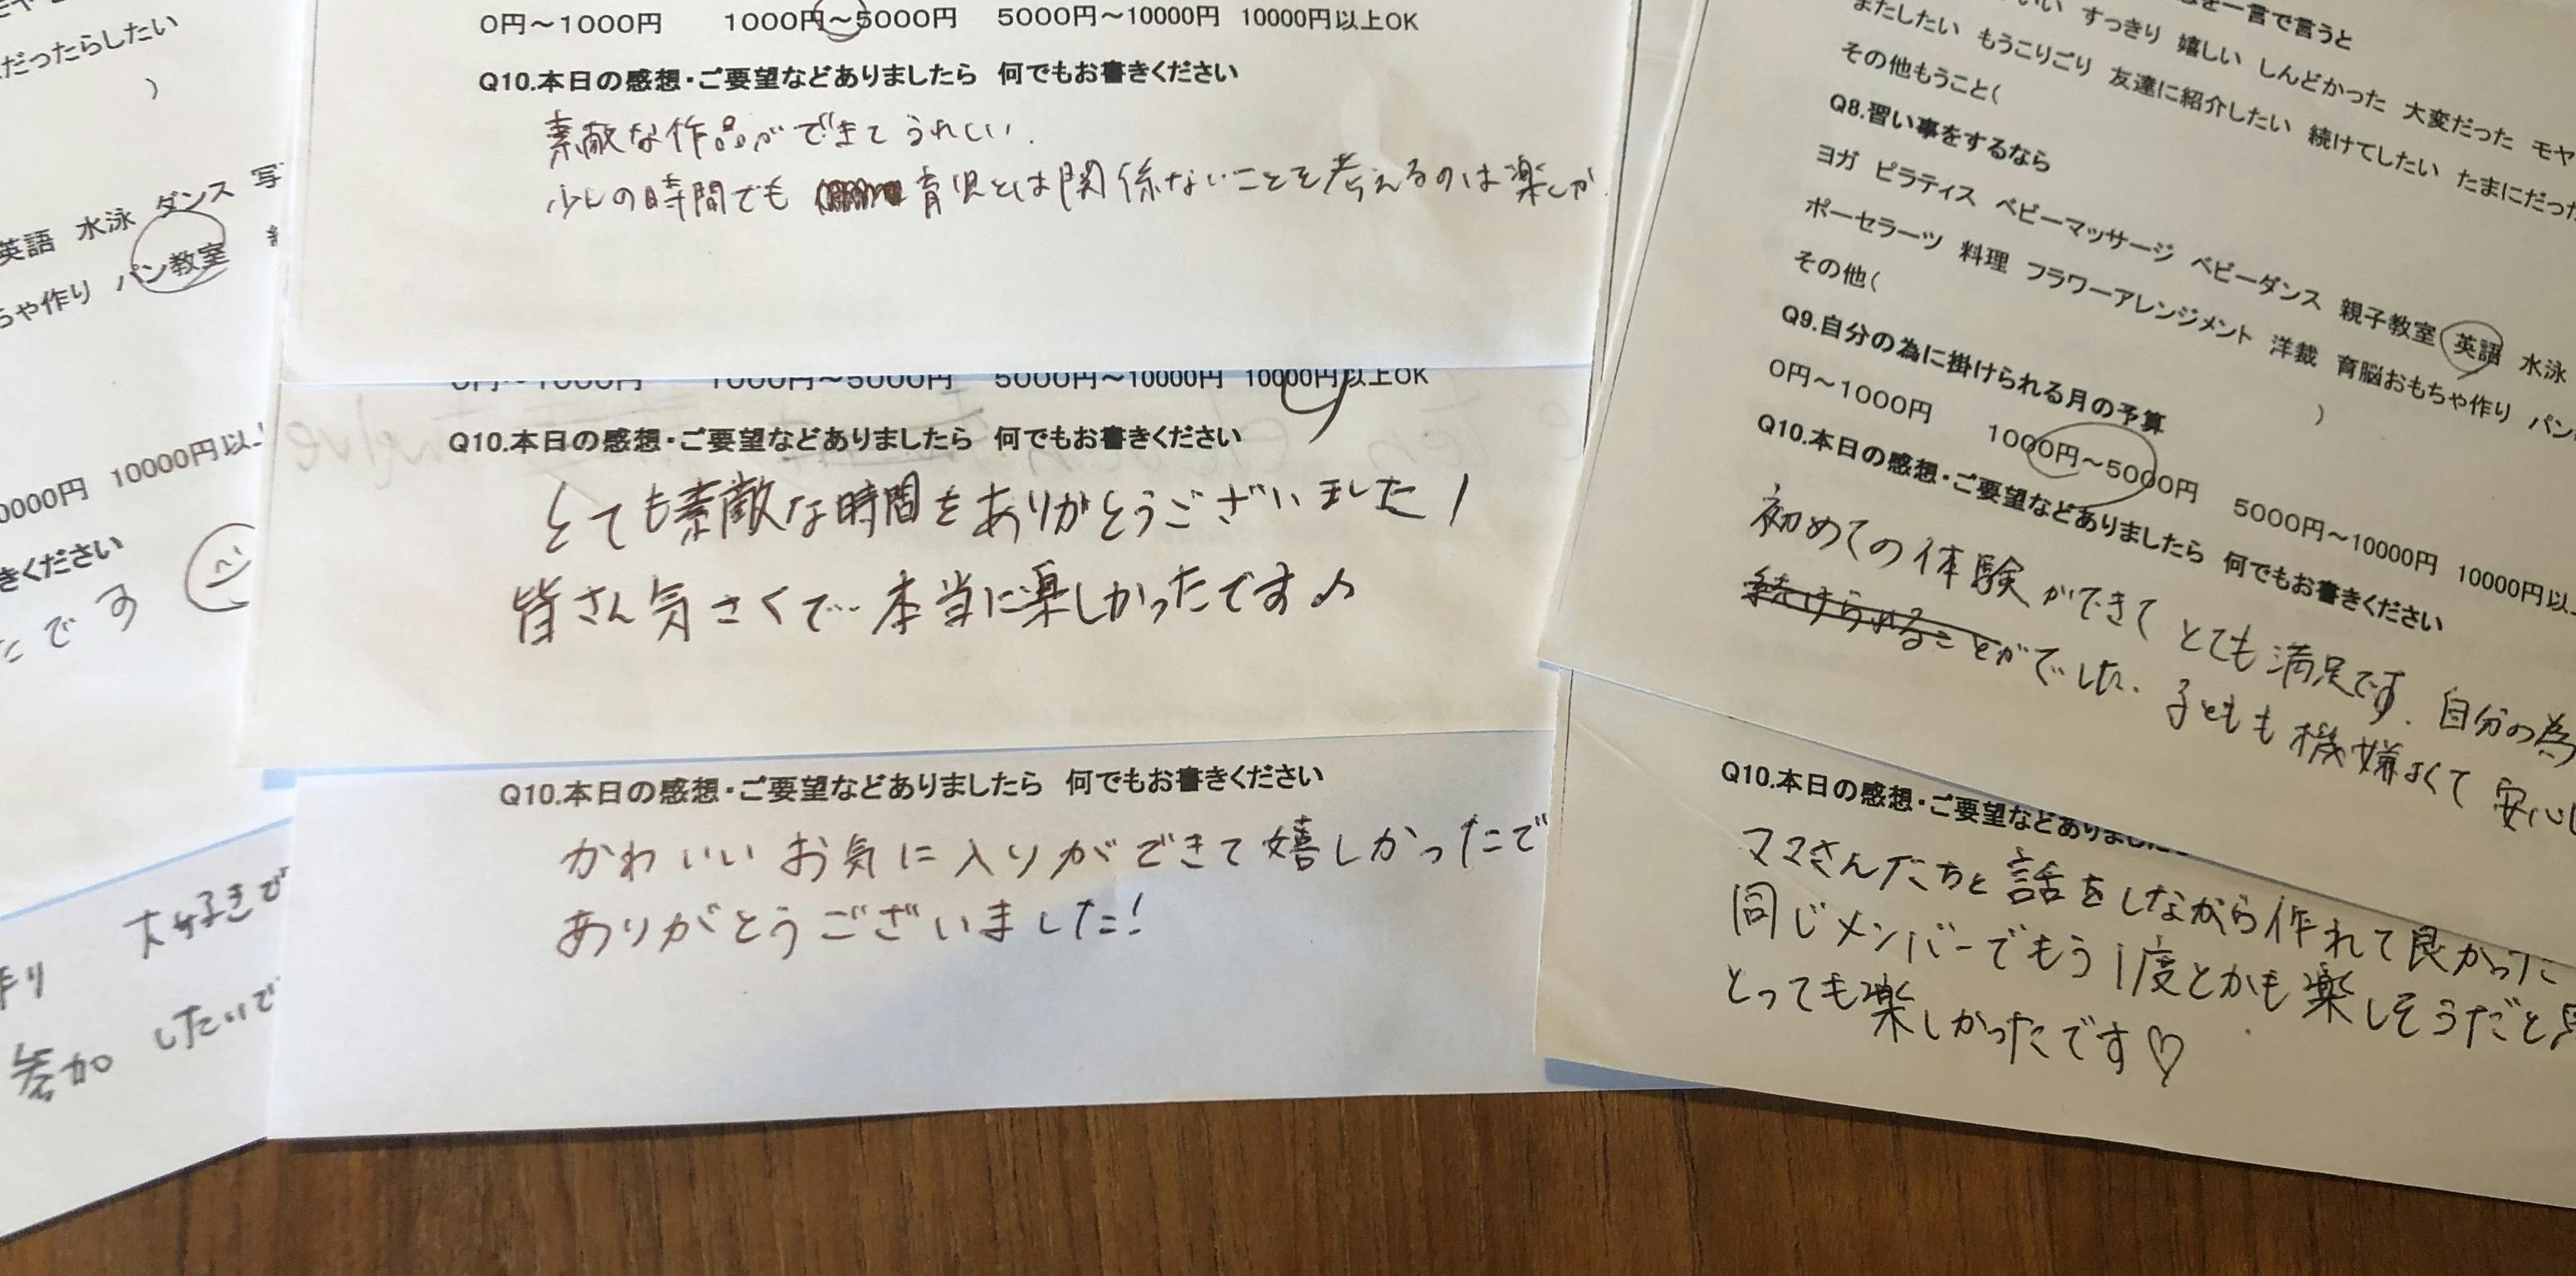 だったらしたい
)
英語 水泳 ダンス 写
ちゃ作り パン教室
0000円 10000円以上
きください
たです
大好きで
作り
参加 したいで
0円～1000円 1000円～5000円 5000円～10000円 10000円以上OK
Q10.本日の感想・ご要望などありましたら 何でもお書きください
素敵な作品ができてうれしい.
少しの時間でも 育児とは関係ないことを考えるのは楽しか
0円～1000円 1000円～5000円 5000円～10000円 10000円以上OK
Q10.本日の感想・ご要望などありましたら 何でもお書きください
とても素敵な時間をありがとうございました!
皆さん気さくで 本当に楽しかったです♪
Q10.本日の感想・ご要望などありましたら 何でもお書きください
かわいいお気に入りができて嬉しかったで
ありがとうございました!
を一言で言うと
いい すっきり 嬉しい しんどかった 大変だった モヤ
またしたい もうこりごり 友達に紹介したい 続けてしたい たまにだった
その他もうこと(
Q8.習い事をするなら
ヨガ ピラティス ベビーマッサージ ベビーダンス 親子教室 英語 水泳
ポーセラーツ 料理 フラワーアレンジメント 洋裁 育脳おもちゃ作り パン
その他( )
Q9.自分の為に掛けられる月の予算
0円～1000円 1000円～5000円 5000円～10000円 10000円以上
Q10.本日の感想・ご要望などありましたら 何でもお書きください
初めての体験ができて とても満足です. 自分の為
続けられることがでした. 子どもも機嫌よくて 安心し
Q10.本日の感想・ご要望などありました
ママさんたちと話をしながら作れて良かった
同じメンバーでもう1度とかも楽しそうだと思
とっても楽しかったです♡